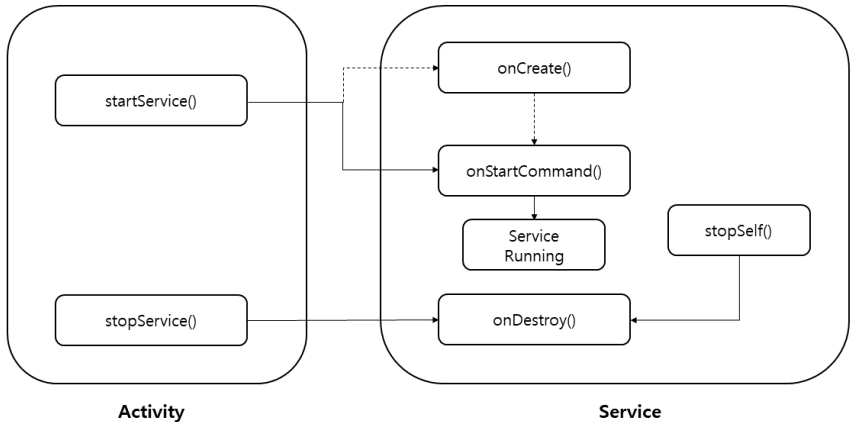 startService()
onCreate()
onStartCommand()
Service
Running
stopSelf()
stopService()
onDestroy()
Activity
Service